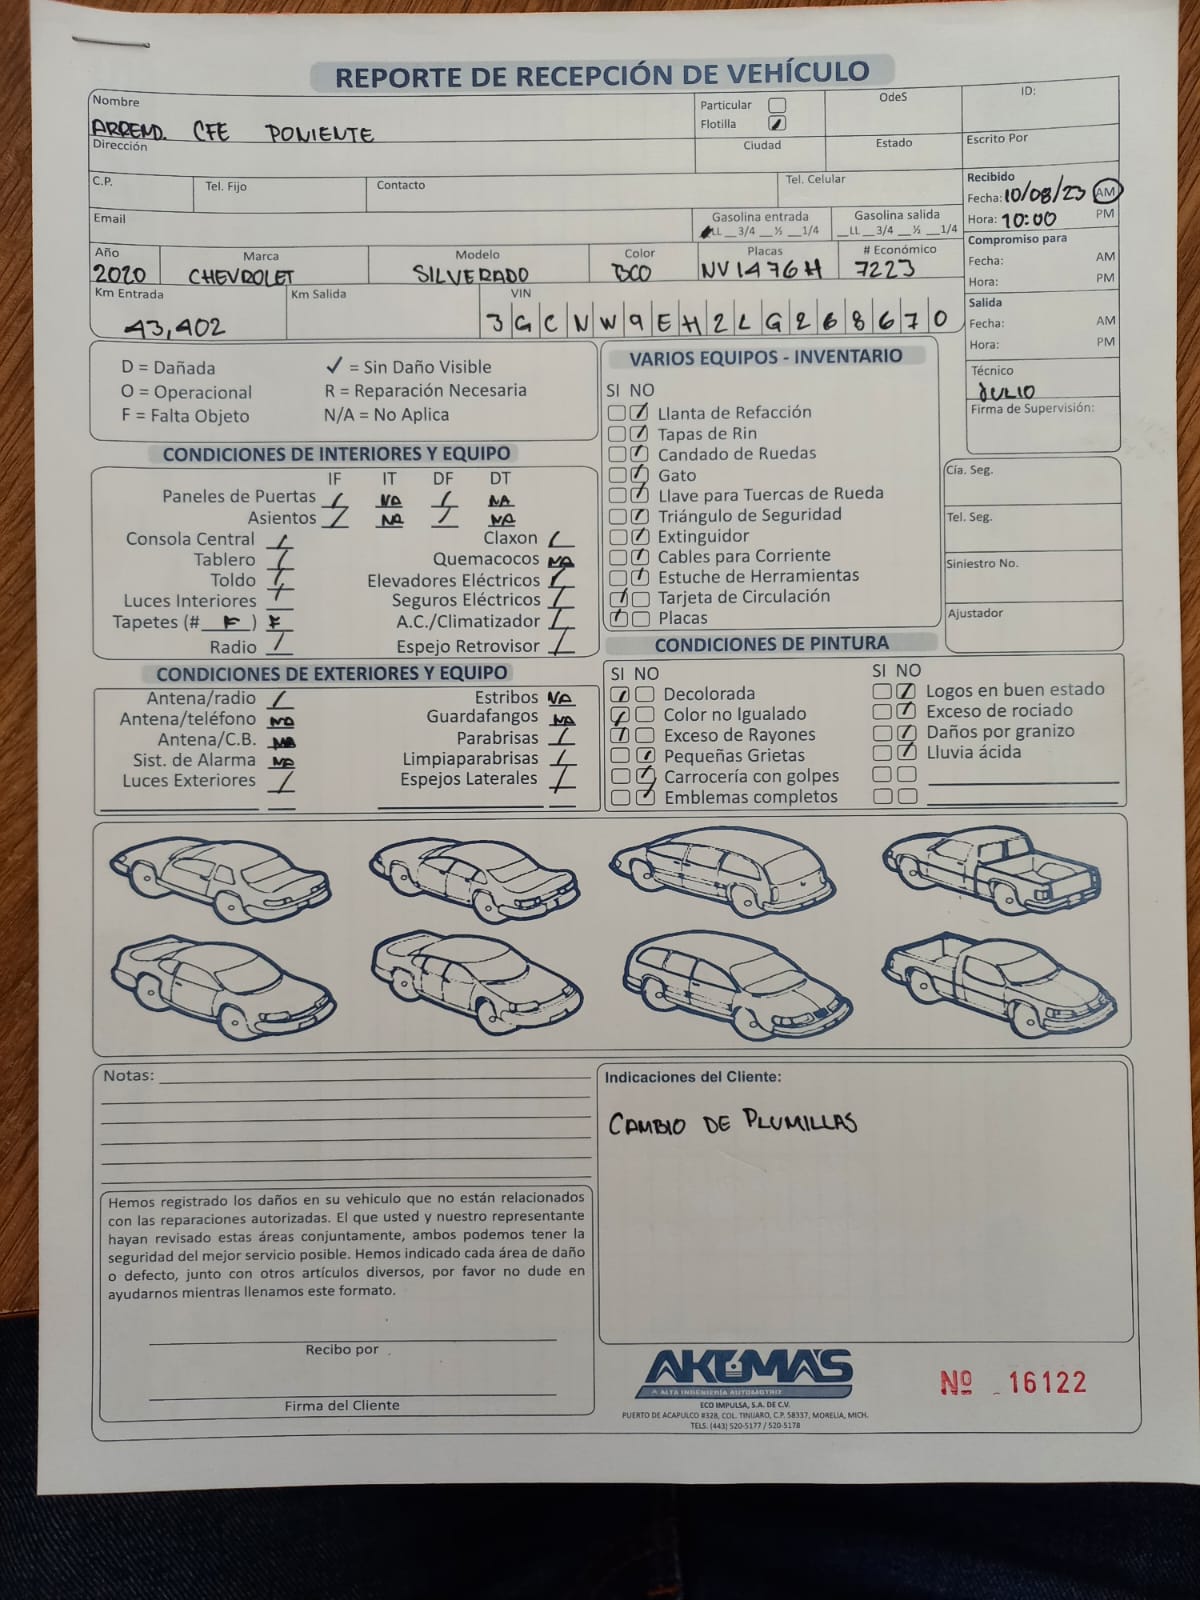 REPORTE DE RECEPCIÓN DE VEHÍCULO
Nombre
ARREND. CFE PONIENTE
Particular
Flotilla
OdeS
ID:
Dirección
Ciudad
Estado
Escrito Por
C.P.
Tel. Fijo
Contacto
Tel. Celular
Recibido
Fecha: 10/08/23 AM
Hora: 10:00 PM
Email
Gasolina entrada
LL __3/4 __½ __1/4
Gasolina salida
__LL __3/4 __½ __1/4
Compromiso para
Fecha: AM
Hora: PM
Año
2020
Marca
CHEVROLET
Modelo
SILVERADO
Color
BCO
Placas
NV1476H
# Económico
7223
Km Entrada
43,402
Km Salida
VIN
3GCNW9EH2LG268670
Salida
Fecha: AM
Hora: PM
Técnico
JULIO
Firma de Supervisión:
D = Dañada ✓ = Sin Daño Visible
O = Operacional R = Reparación Necesaria
F = Falta Objeto N/A = No Aplica
CONDICIONES DE INTERIORES Y EQUIPO
IF IT DF DT
Paneles de Puertas / NA / NA
Asientos / NA / NA
Consola Central / Claxon /
Tablero / Quemacocos NA
Toldo / Elevadores Eléctricos /
Luces Interiores Seguros Eléctricos /
Tapetes (# F ) F A.C./Climatizador /
Radio / Espejo Retrovisor /
VARIOS EQUIPOS - INVENTARIO
SI NO
Llanta de Refacción
Tapas de Rin
Candado de Ruedas
Gato
Llave para Tuercas de Rueda
Triángulo de Seguridad
Extinguidor
Cables para Corriente
Estuche de Herramientas
Tarjeta de Circulación
Placas
Cía. Seg.
Tel. Seg.
Siniestro No.
Ajustador
CONDICIONES DE EXTERIORES Y EQUIPO
Antena/radio / Estribos NA
Antena/teléfono NA Guardafangos NA
Antena/C.B. NA Parabrisas /
Sist. de Alarma NA Limpiaparabrisas /
Luces Exteriores / Espejos Laterales /
CONDICIONES DE PINTURA
SI NO SI NO
Decolorada Logos en buen estado
Color no Igualado Exceso de rociado
Exceso de Rayones Daños por granizo
Pequeñas Grietas Lluvia ácida
Carrocería con golpes
Emblemas completos
Notas:
Indicaciones del Cliente:
CAMBIO DE PLUMILLAS
Hemos registrado los daños en su vehiculo que no están relacionados
con las reparaciones autorizadas. El que usted y nuestro representante
hayan revisado estas áreas conjuntamente, ambos podemos tener la
seguridad del mejor servicio posible. Hemos indicado cada área de daño
o defecto, junto con otros artículos diversos, por favor no dude en
ayudarnos mientras llenamos este formato.
Recibo por
Firma del Cliente
AKUMA'S
ALTA INGENIERÍA AUTOMOTRIZ
ECO IMPULSA, S.A. DE C.V.
PUERTO DE ACAPULCO #328, COL. TINIJARO, C.P. 58337, MORELIA, MICH.
TELS. (443) 520-5177 / 520-5178
Nº 16122